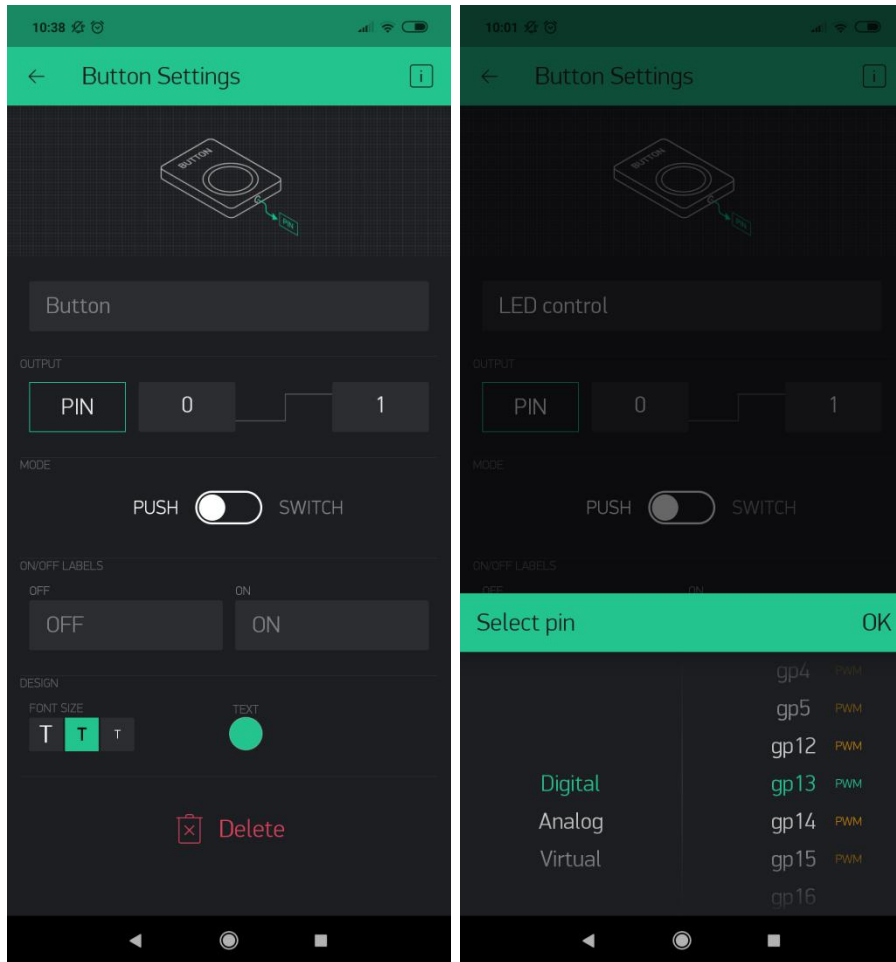 10:38
Button Settings
i
BUTTON
PIN
Button
OUTPUT
PIN 0 1
MODE
PUSH SWITCH
ON/OFF LABELS
OFF ON
OFF ON
DESIGN
FONT SIZE TEXT
T T T
Delete
10:01
Button Settings
i
BUTTON
PIN
LED control
OUTPUT
PIN 0 1
MODE
PUSH SWITCH
ON/OFF LABELS
OFF ON
Select pin OK
gp4 PWM
gp5 PWM
gp12 PWM
Digital gp13 PWM
Analog gp14 PWM
Virtual gp15 PWM
gp16